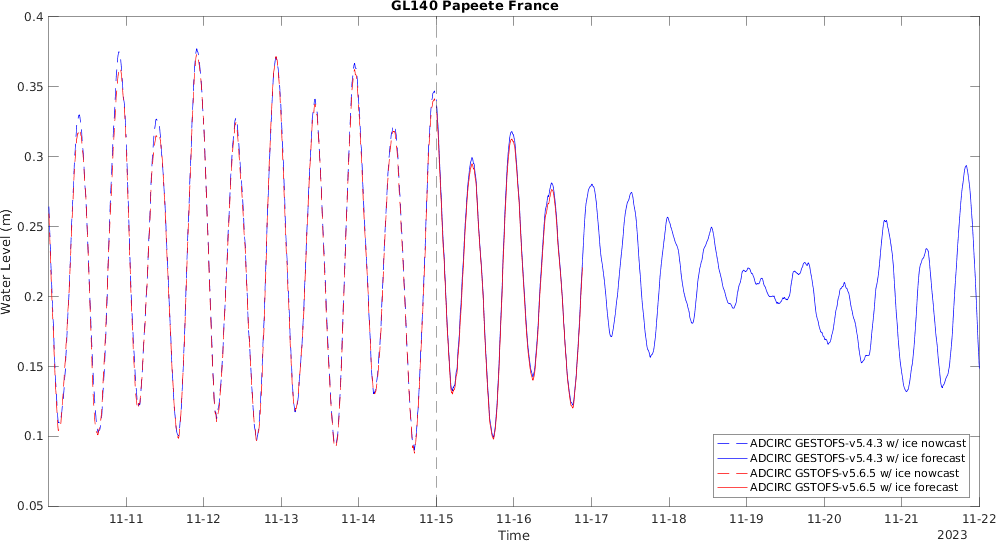 GL140 Papeete France
0.4
0.35
0.3
0.25
0.2
0.15
0.1
0.05
Water Level (m)
ADCIRC GESTOFS-v5.4.3 w/ ice nowcast
ADCIRC GESTOFS-v5.4.3 w/ ice forecast
ADCIRC GSTOFS-v5.6.5 w/ ice nowcast
ADCIRC GSTOFS-v5.6.5 w/ ice forecast
11-11 11-12 11-13 11-14 11-15 11-16 11-17 11-18 11-19 11-20 11-21 11-22
Time
2023